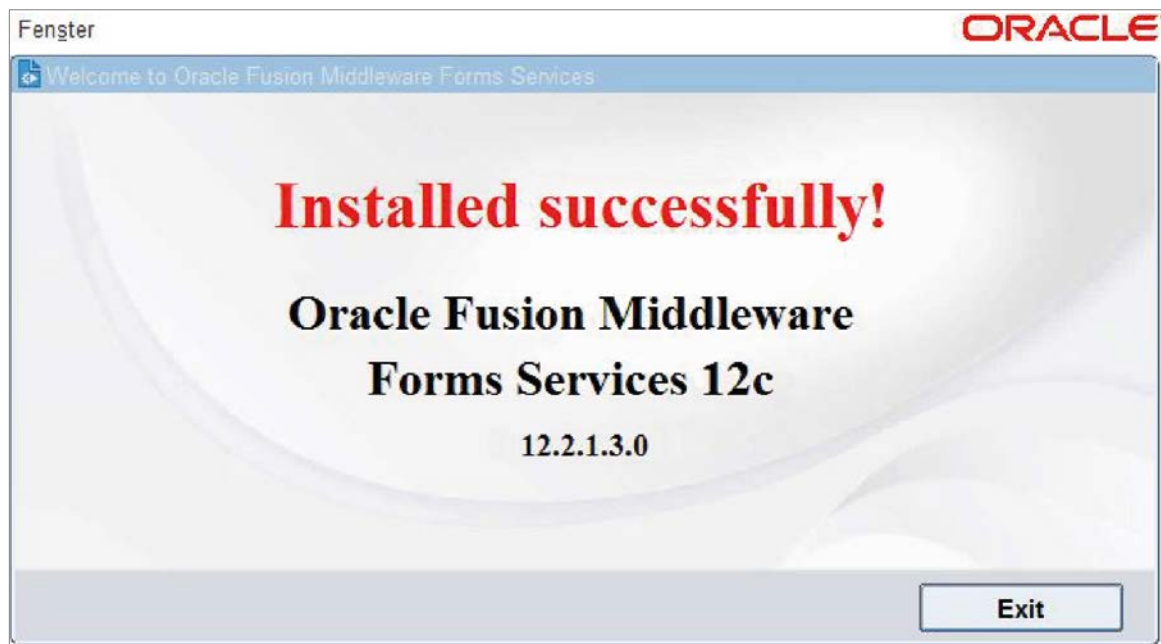 Fenster
ORACLE
Welcome to Oracle Fusion Middleware Forms Services
Installed successfully!
Oracle Fusion Middleware
Forms Services 12c
12.2.1.3.0
Exit